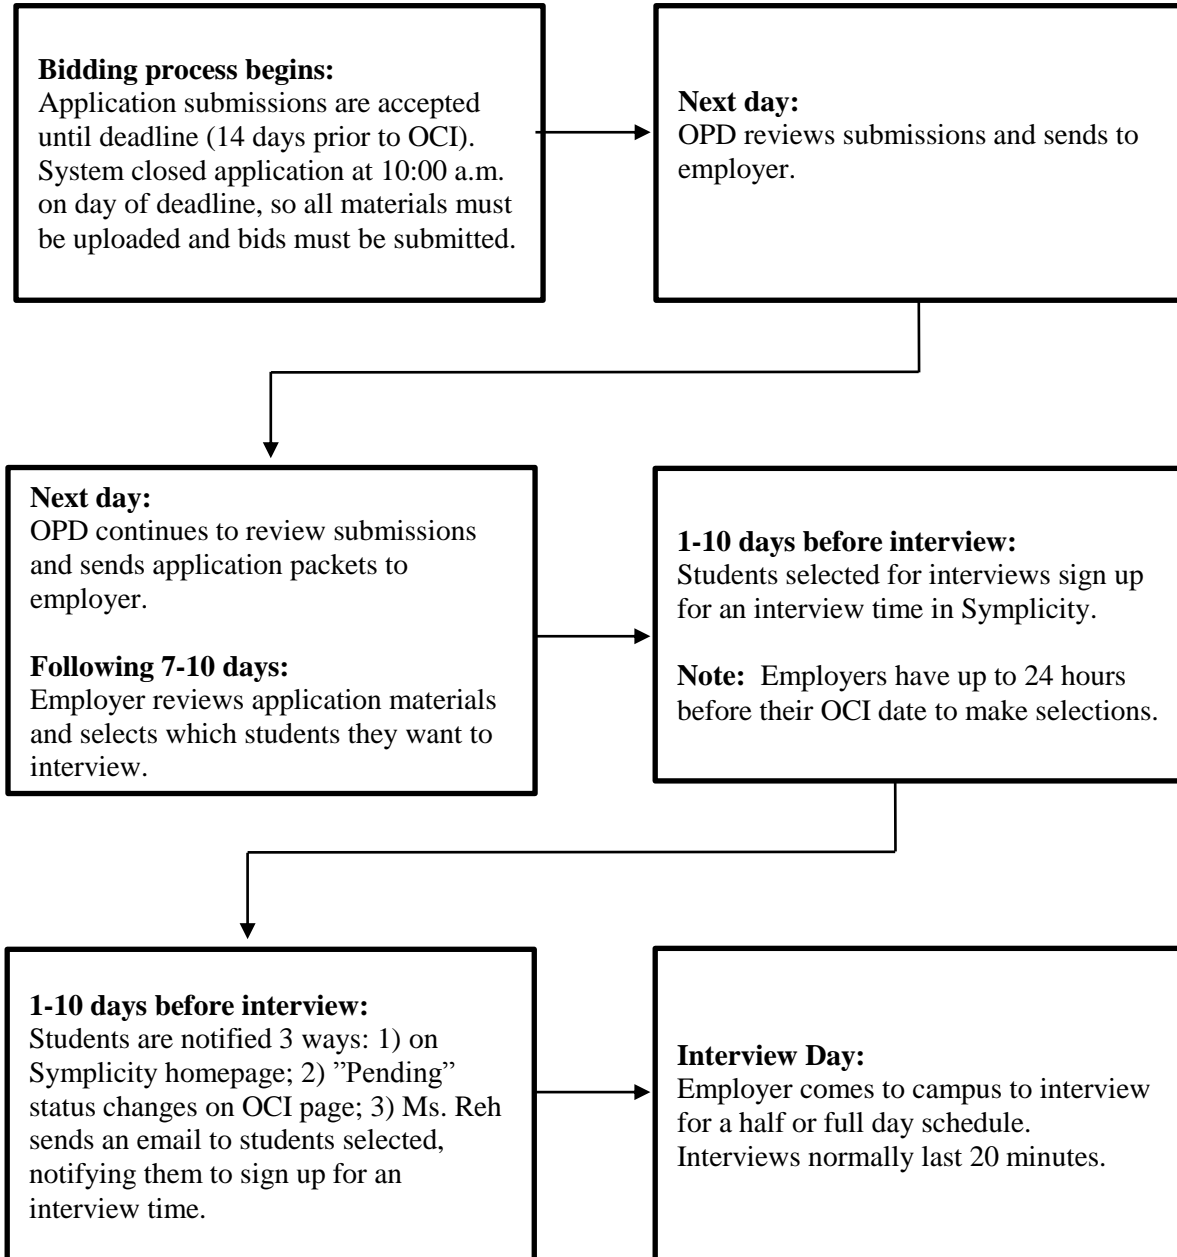 Bidding process begins:
Application submissions are accepted
until deadline (14 days prior to OCI).
System closed application at 10:00 a.m.
on day of deadline, so all materials must
be uploaded and bids must be submitted.
Next day:
OPD reviews submissions and sends to
employer.
Next day:
OPD continues to review submissions
and sends application packets to
employer.
Following 7-10 days:
Employer reviews application materials
and selects which students they want to
interview.
1-10 days before interview:
Students selected for interviews sign up
for an interview time in Symplicity.
Note:  Employers have up to 24 hours
before their OCI date to make selections.
1-10 days before interview:
Students are notified 3 ways: 1) on
Symplicity homepage; 2) ”Pending”
status changes on OCI page; 3) Ms. Reh
sends an email to students selected,
notifying them to sign up for an
interview time.
Interview Day:
Employer comes to campus to interview
for a half or full day schedule.
Interviews normally last 20 minutes.